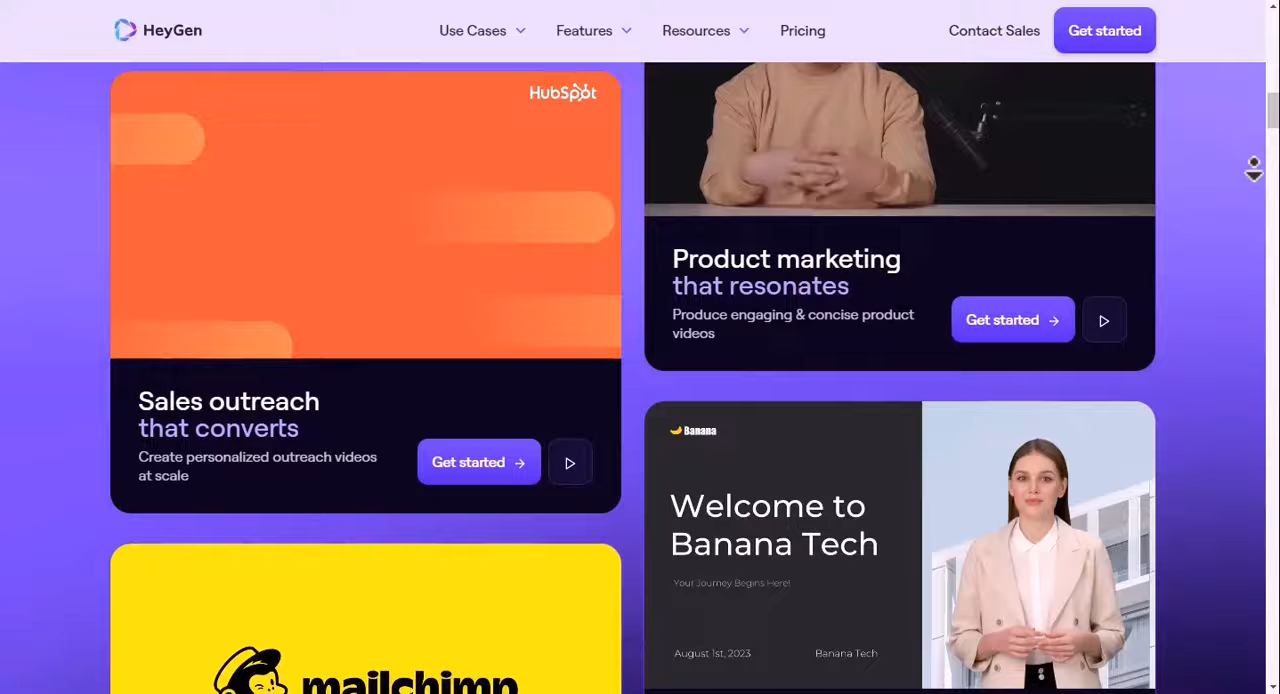 HeyGen
Use Cases
Features
Resources
Pricing
Contact Sales
Get started
HubSpot
Sales outreach
that converts
Create personalized outreach videos
at scale
Get started
Product marketing
that resonates
Produce engaging & concise product
videos
Get started
mailchimp
Banana
Welcome to
Banana Tech
Your Journey Begins Here!
August 1st, 2023
Banana Tech